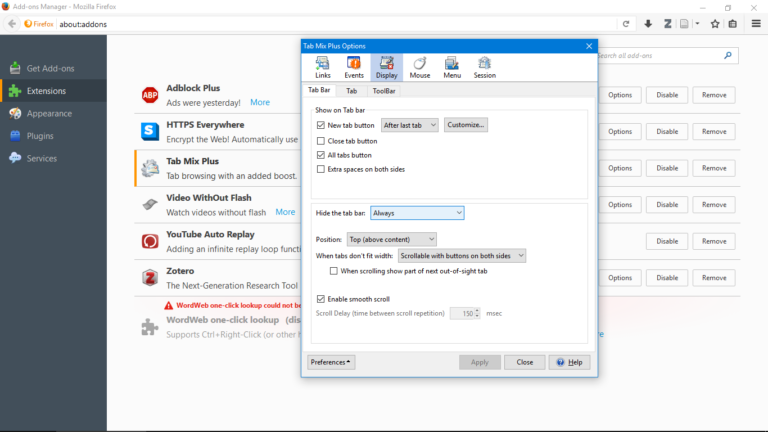 Add-ons Manager - Mozilla Firefox
Firefox about:addons
Search all add-ons
Get Add-ons
Extensions
Appearance
Plugins
Services
ABP
Adblock Plus
Ads were yesterday! More
Options Disable Remove
S
HTTPS Everywhere
Encrypt the Web! Automatically use
Options Disable Remove
Tab Mix Plus
Tab browsing with an added boost.
Options Disable Remove
Video WithOut Flash
Watch videos without flash More
Options Disable Remove
YouTube Auto Replay
Adding an infinite replay loop functi
Disable Remove
Z
Zotero
The Next-Generation Research Tool
Options Disable Remove
WordWeb one-click lookup could not be
WordWeb one-click lookup (dis
Supports Ctrl+Right-Click (or other
Tab Mix Plus Options
Links Events Display Mouse Menu Session
Tab Bar Tab ToolBar
Show on Tab bar
New tab button After last tab Customize...
Close tab button
All tabs button
Extra spaces on both sides
Hide the tab bar: Always
Position: Top (above content)
When tabs don't fit width: Scrollable with buttons on both sides
When scrolling show part of next out-of-sight tab
Enable smooth scroll
Scroll Delay (time between scroll repetition) 150 msec
Preferences Apply Close Help